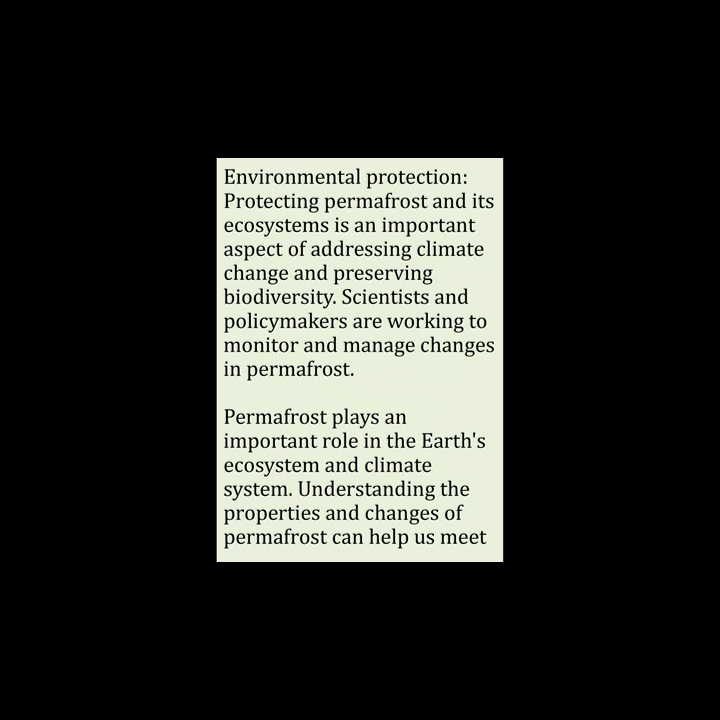 Environmental protection:
Protecting permafrost and its
ecosystems is an important
aspect of addressing climate
change and preserving
biodiversity. Scientists and
policymakers are working to
monitor and manage changes
in permafrost.

Permafrost plays an
important role in the Earth's
ecosystem and climate
system. Understanding the
properties and changes of
permafrost can help us meet